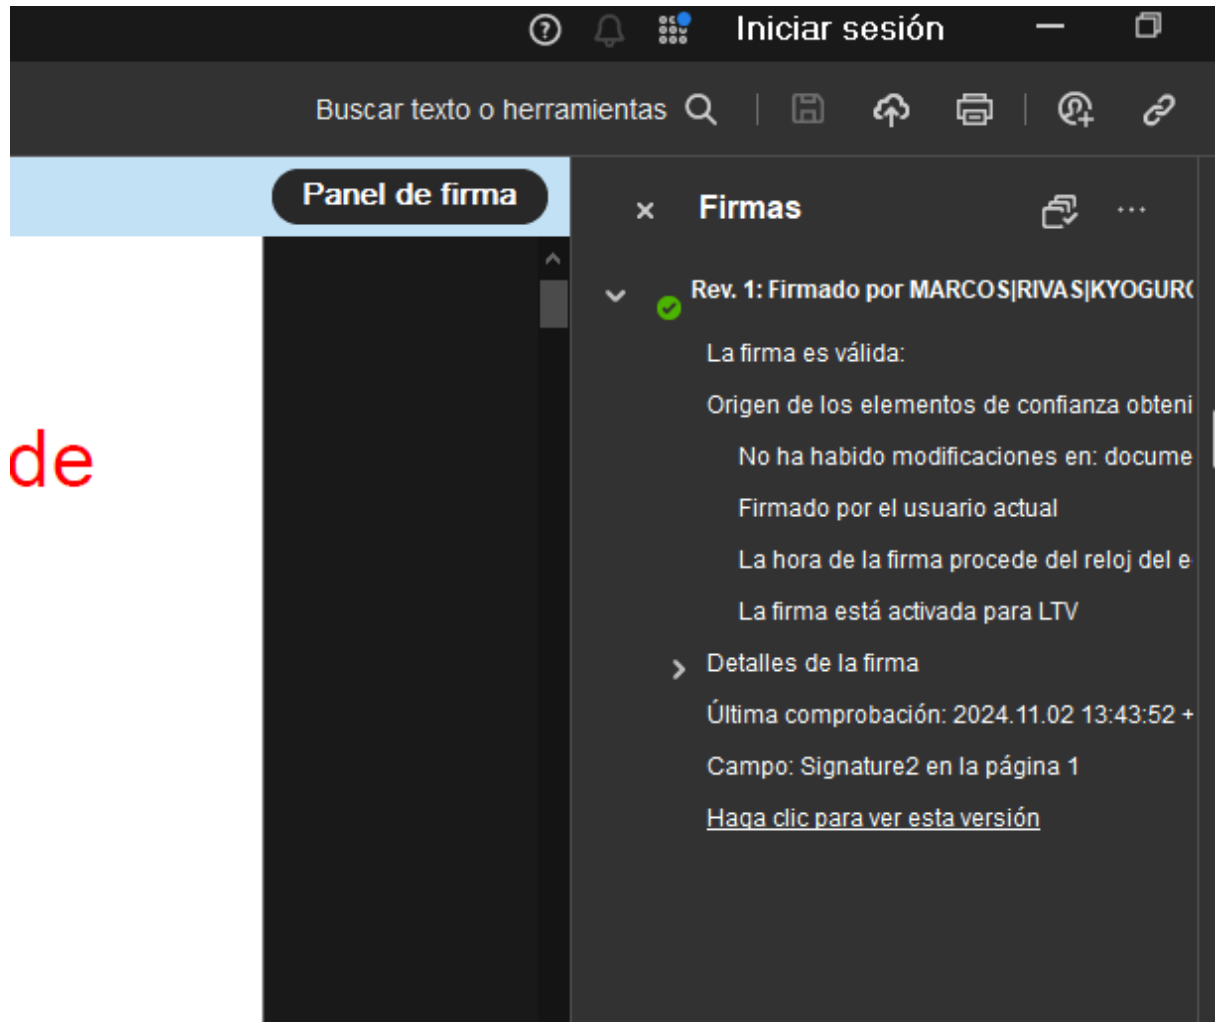 Iniciar sesión
Buscar texto o herramientas
Panel de firma
Firmas
Rev. 1: Firmado por MARCOS|RIVAS|KYOGUR
La firma es válida:
Origen de los elementos de confianza obteni
de
No ha habido modificaciones en: docume
Firmado por el usuario actual
La hora de la firma procede del reloj del e
La firma está activada para LTV
Detalles de la firma
Última comprobación: 2024.11.02 13:43:52 +
Campo: Signature2 en la página 1
Haga clic para ver esta versión